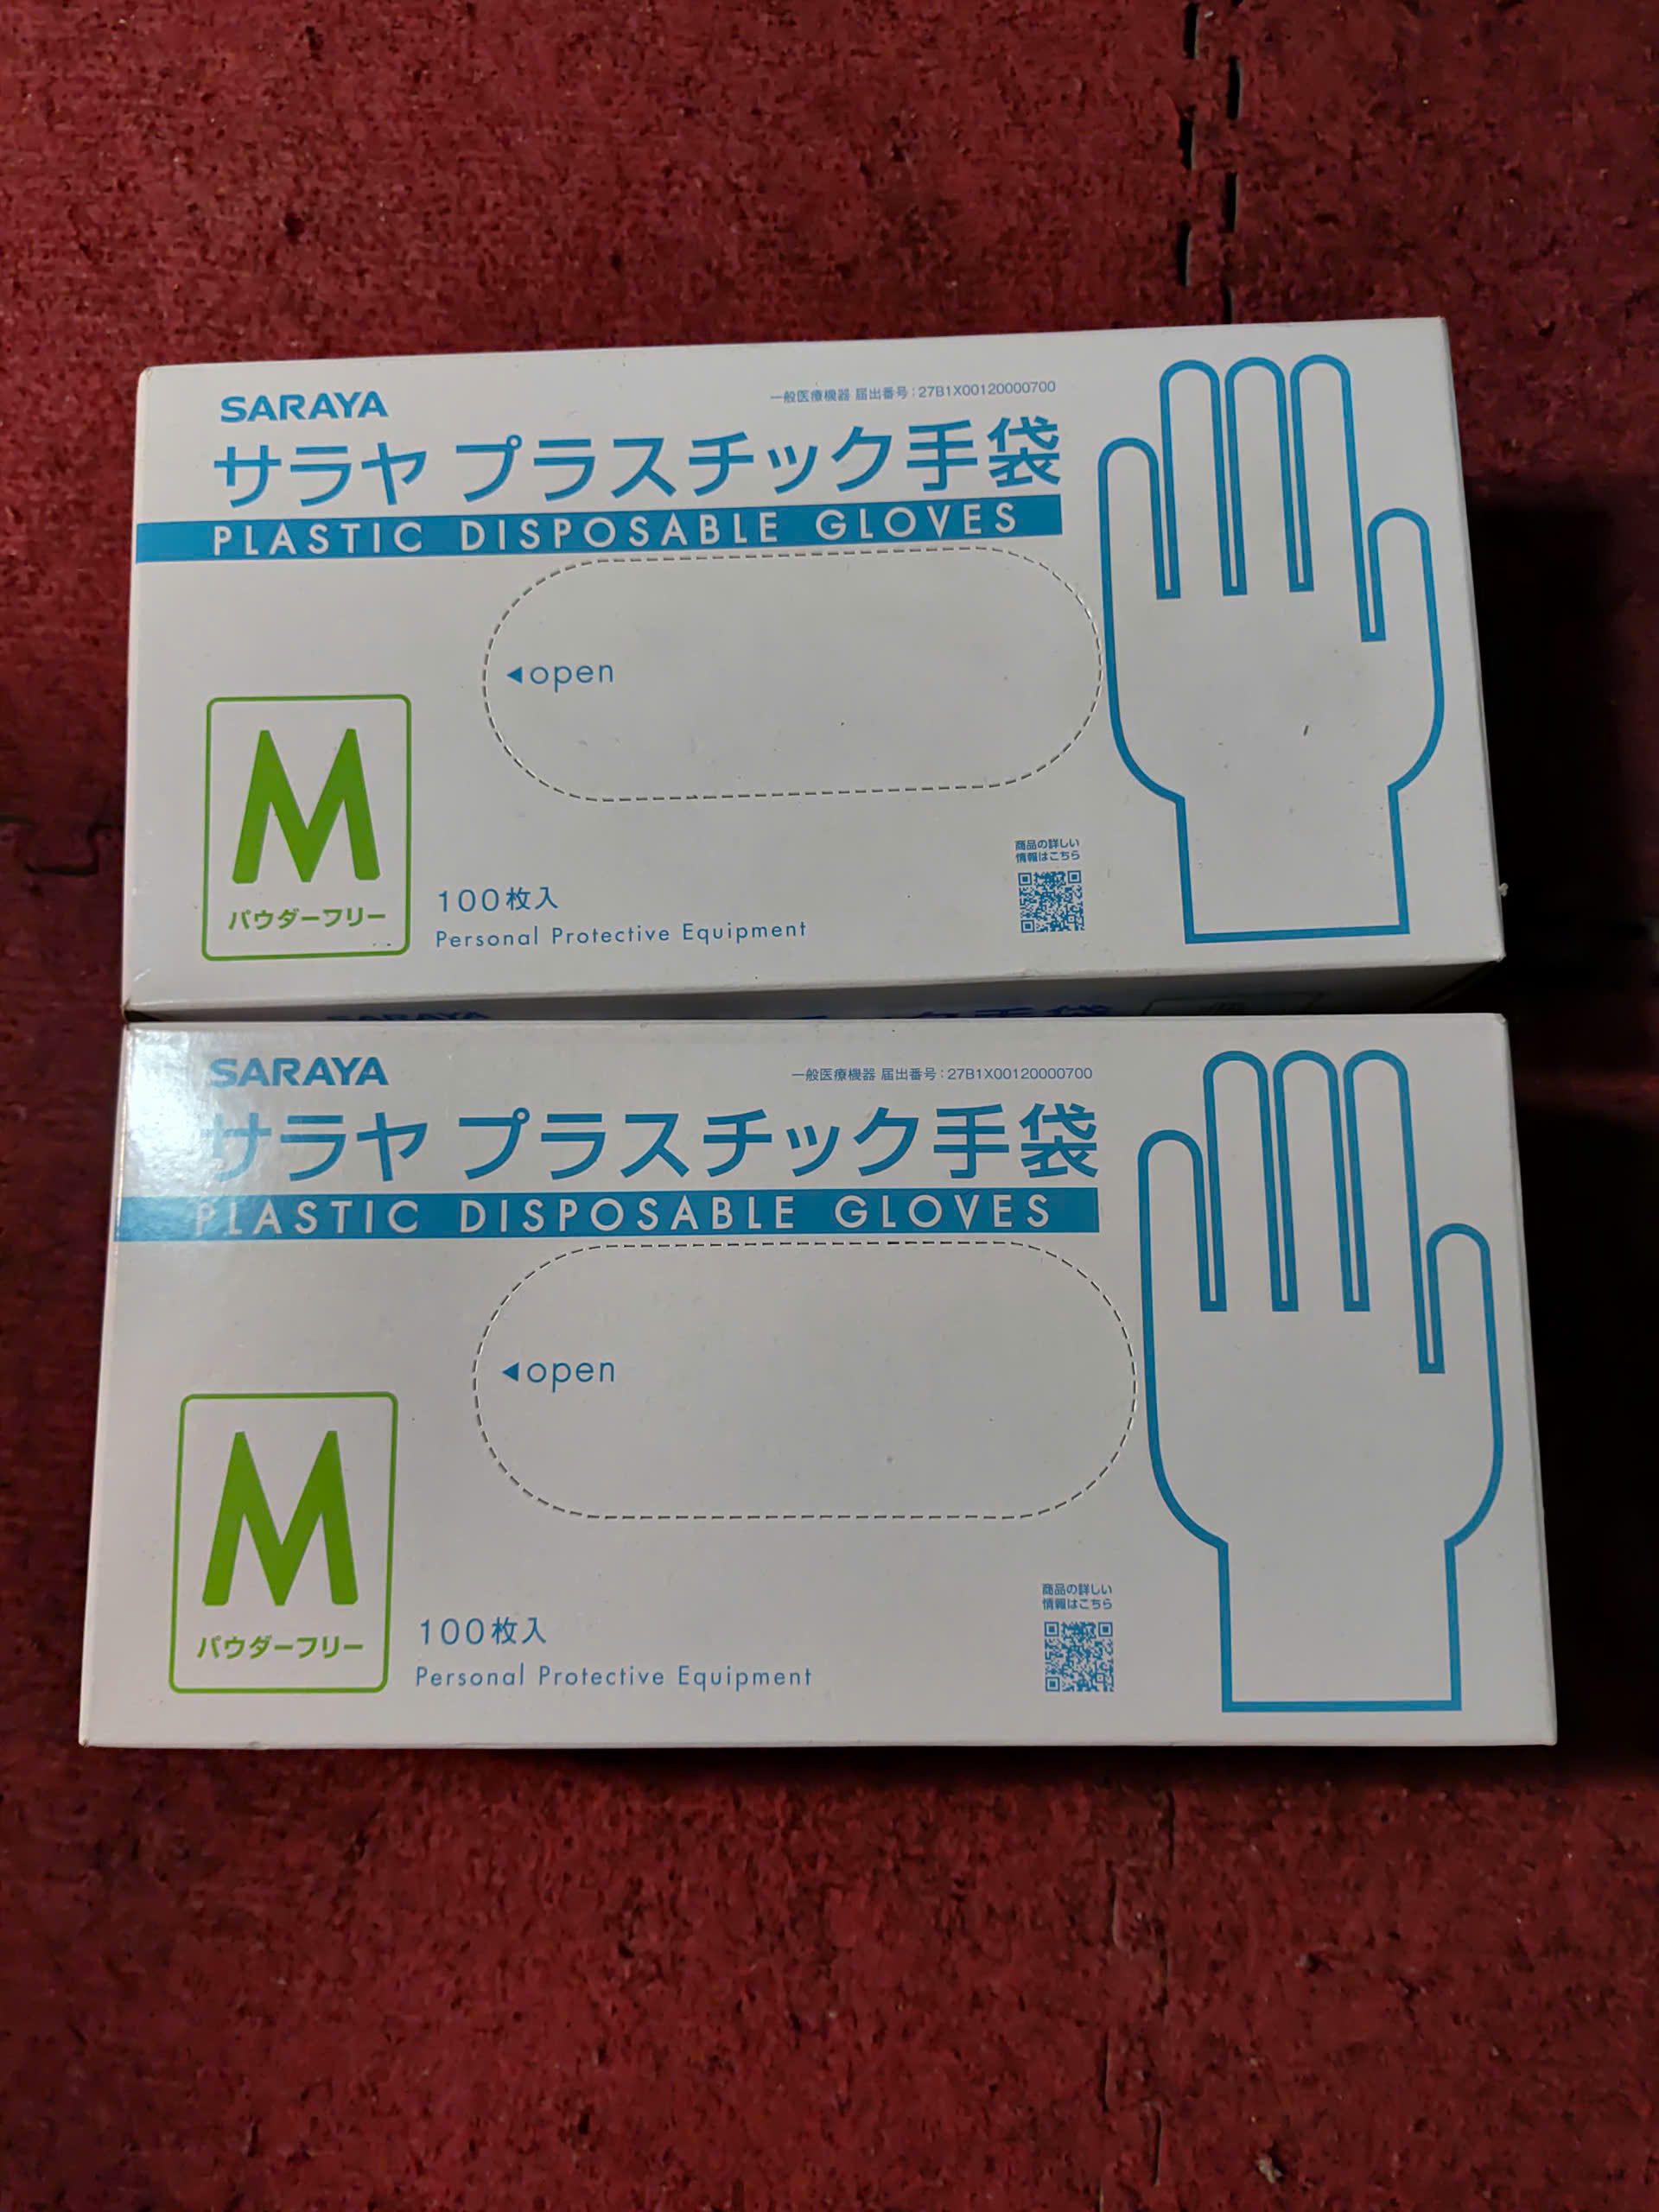 SARAYA
一般医療機器 届出番号：27B1X00120000700
サラヤ プラスチック手袋
PLASTIC DISPOSABLE GLOVES
◀open
M
パウダーフリー
100枚入
Personal Protective Equipment
商品の詳しい
情報はこちら
SARAYA
一般医療機器 届出番号：27B1X00120000700
サラヤ プラスチック手袋
PLASTIC DISPOSABLE GLOVES
◀open
M
パウダーフリー
100枚入
Personal Protective Equipment
商品の詳しい
情報はこちら